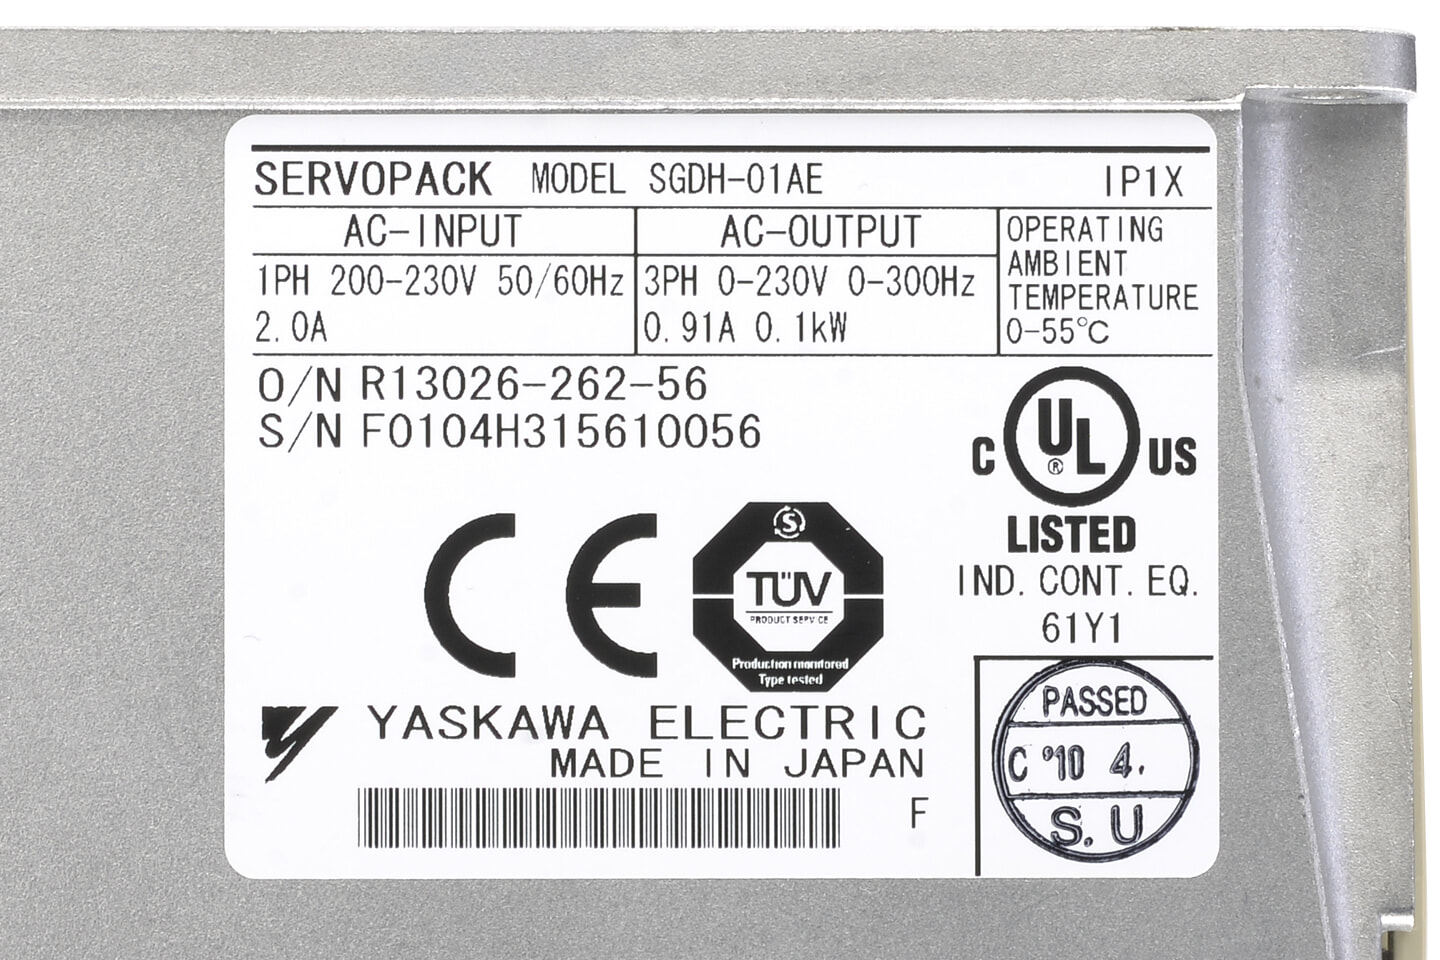 SERVOPACK MODEL SGDH-01AE IP1X
AC-INPUT AC-OUTPUT
1PH 200-230V 50/60Hz
2.0A
3PH 0-230V 0-300Hz
0.91A 0.1kW
OPERATING
AMBIENT
TEMPERATURE
0-55°C
O/N R13026-262-56
S/N F0104H315610056
C UL ® US
LISTED
IND. CONT. EQ.
61Y1
CE
S
TÜV
PRODUCT SERVICE
Production monitored
Type tested
YASKAWA ELECTRIC
MADE IN JAPAN
F
PASSED
C '10 4.
S. U